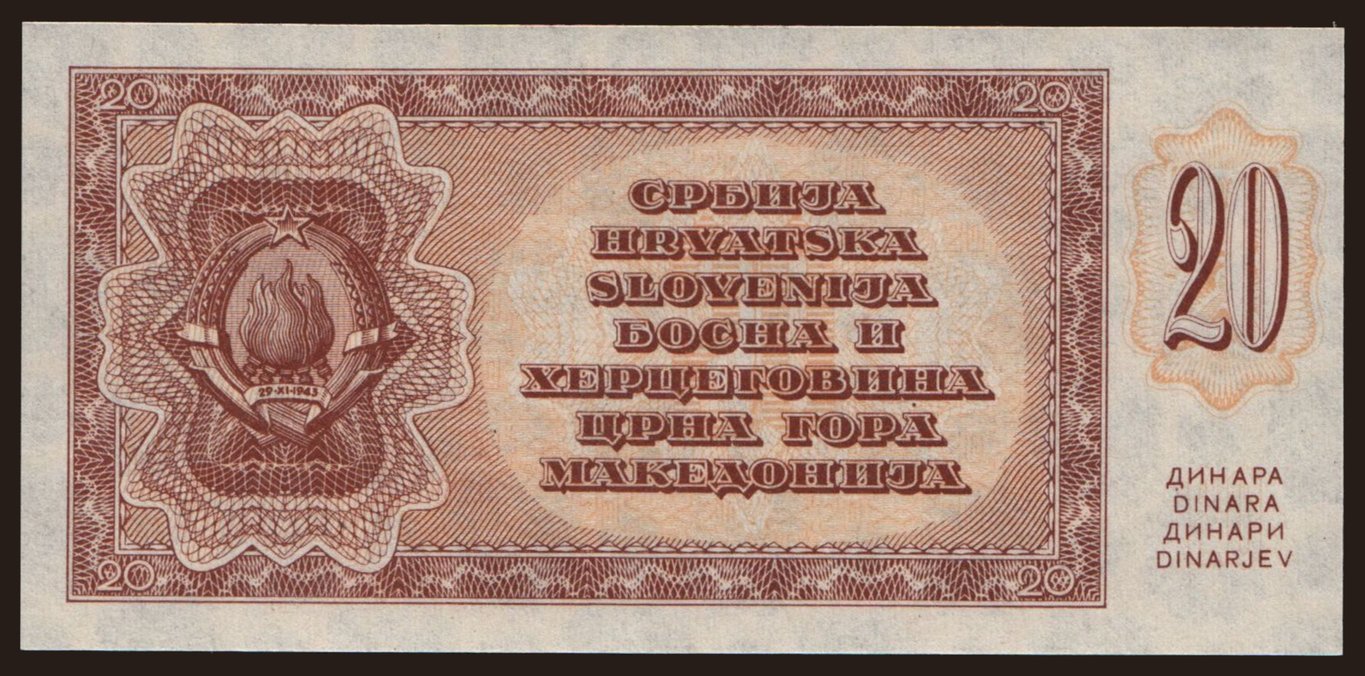 20
20
СРБИЈА
HRVATSKA
SLOVENIJA
БОСНА И
ХЕРЦЕГОВИНА
ЦРНА ГОРА
МАКЕДОНИЈА
29·XI·1943
20
20
20
ДИНАРА
DINARA
ДИНАРИ
DINARJEV